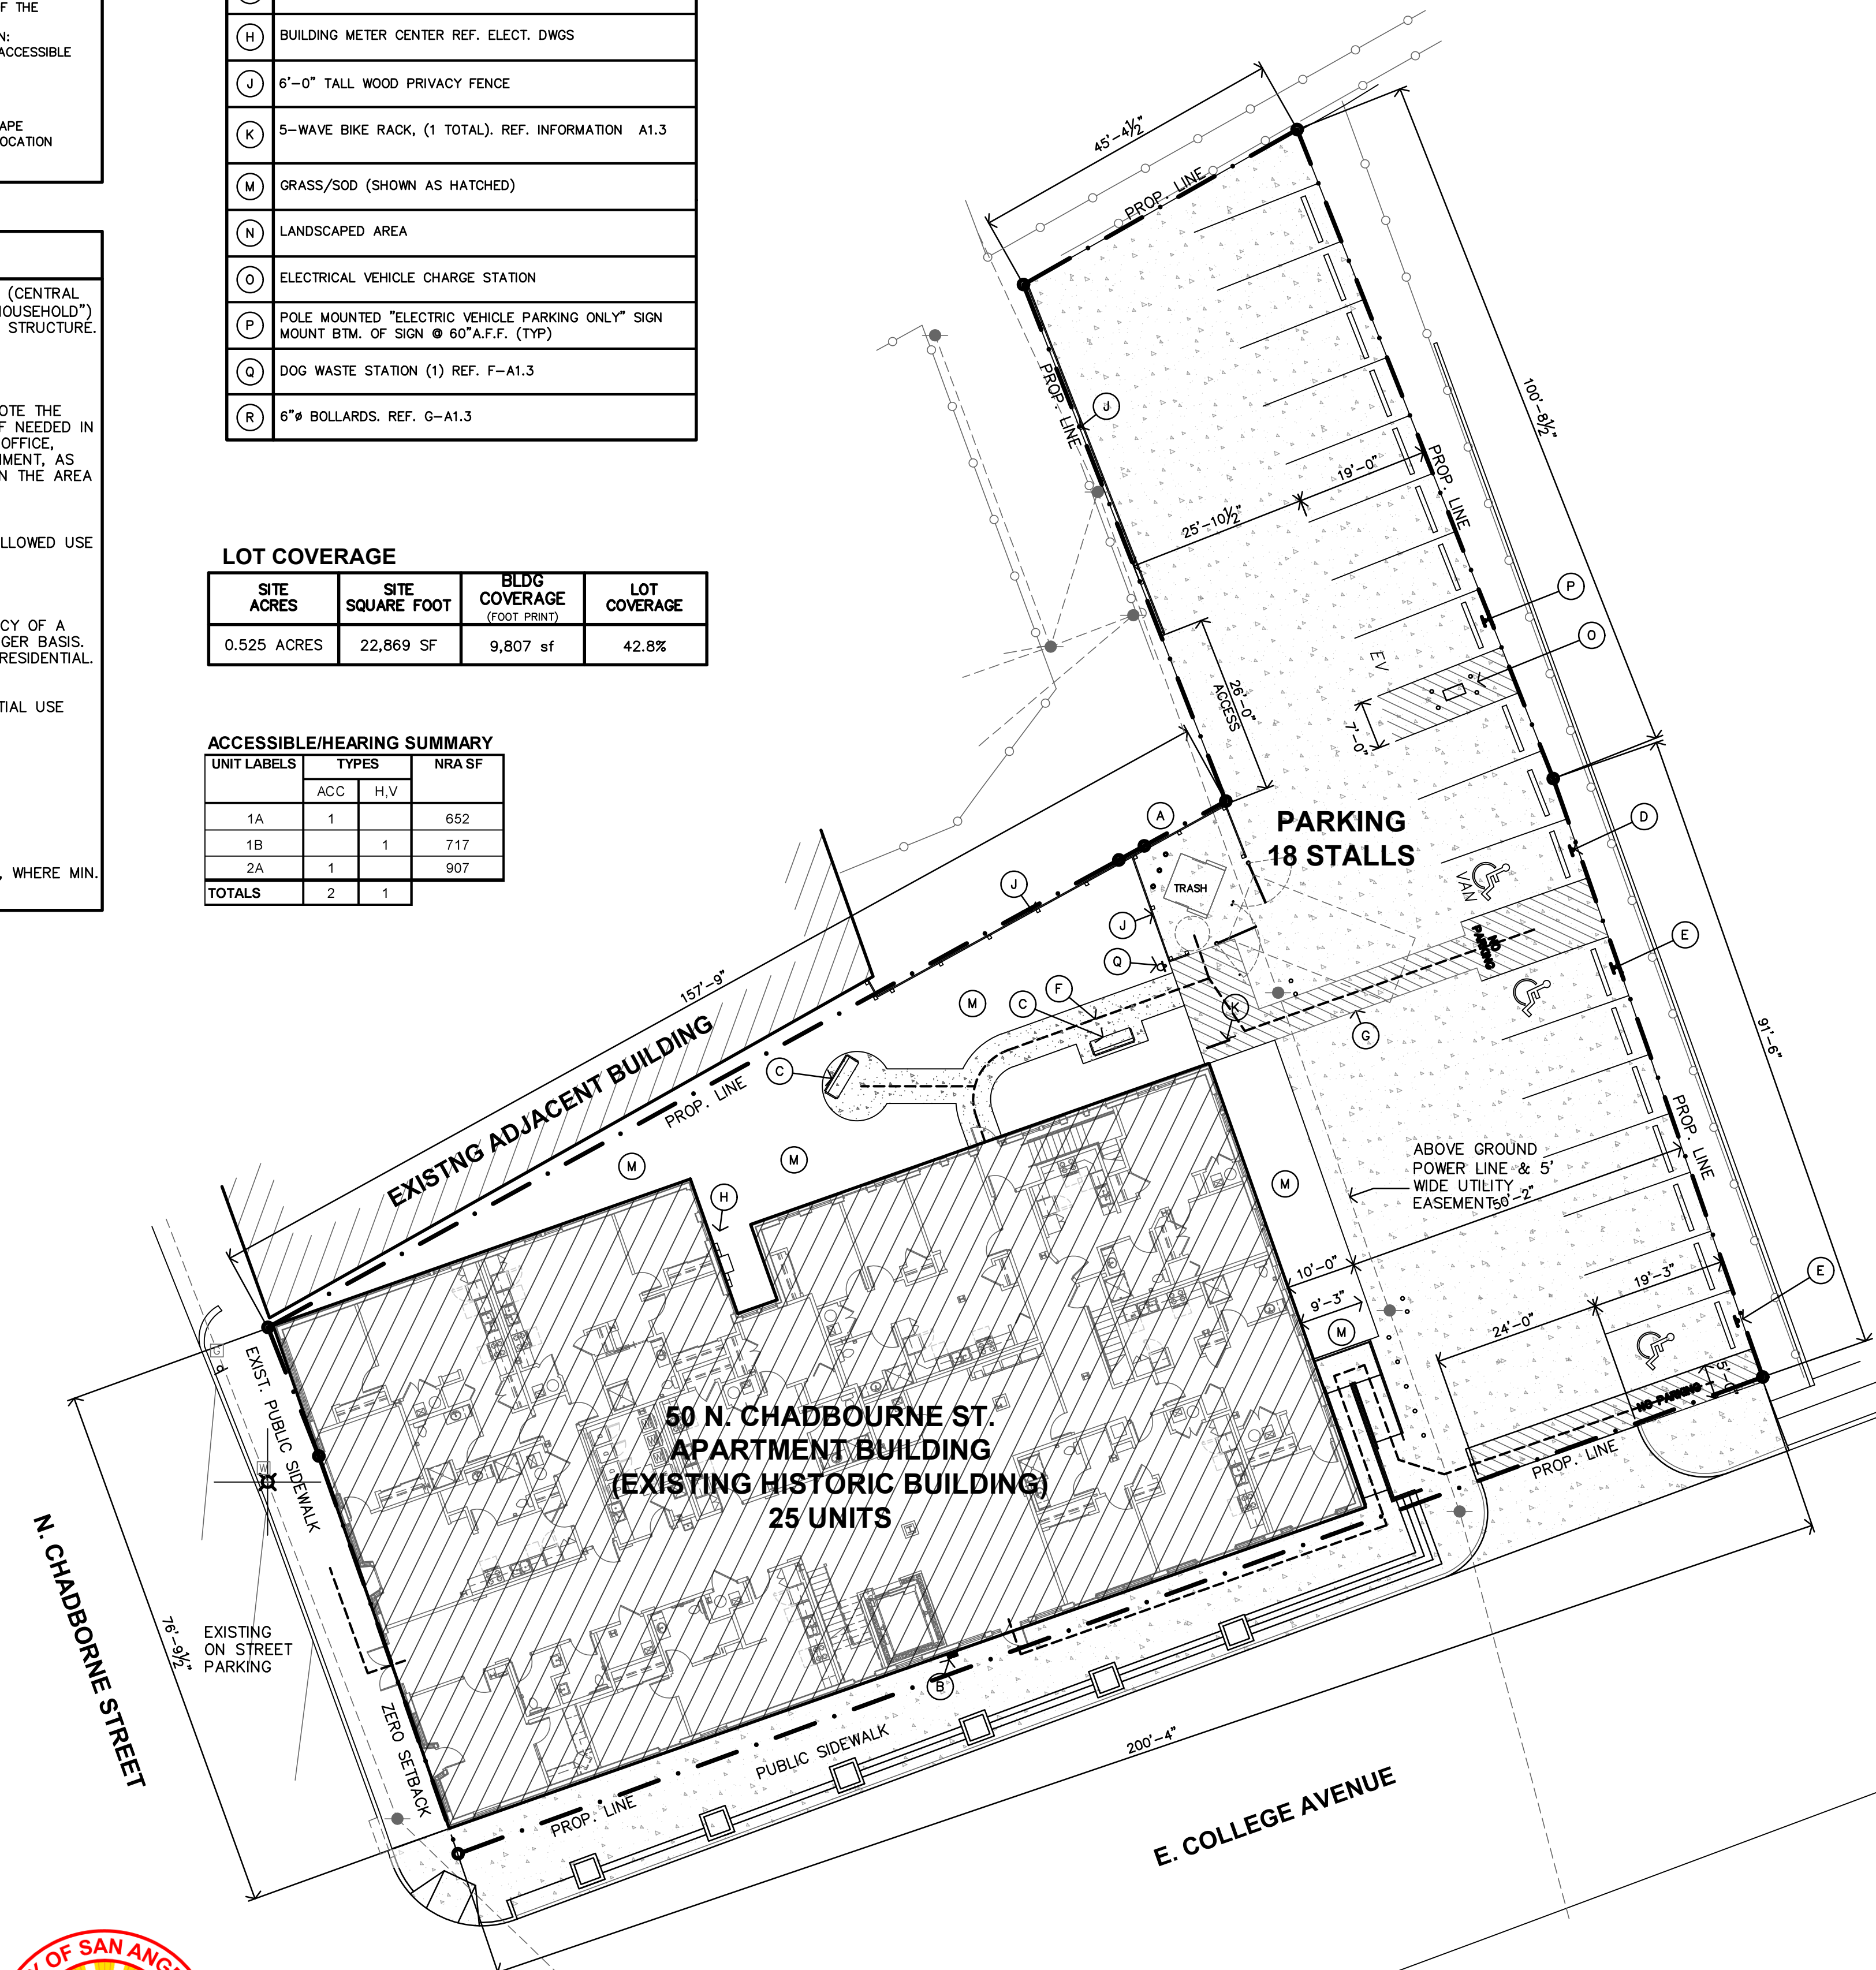 F THE
N:
ACCESSIBLE
APE
OCATION
(CENTRAL
HOUSEHOLD")
STRUCTURE.
OTE THE
F NEEDED IN
OFFICE,
MENT, AS
N THE AREA
LLOWED USE
CY OF A
GER BASIS.
RESIDENTIAL.
TIAL USE
, WHERE MIN.
H BUILDING METER CENTER REF. ELECT. DWGS
J 6'-0" TALL WOOD PRIVACY FENCE
K 5-WAVE BIKE RACK, (1 TOTAL). REF. INFORMATION A1.3
M GRASS/SOD (SHOWN AS HATCHED)
N LANDSCAPED AREA
O ELECTRICAL VEHICLE CHARGE STATION
P POLE MOUNTED "ELECTRIC VEHICLE PARKING ONLY" SIGN
MOUNT BTM. OF SIGN @ 60"A.F.F. (TYP)
Q DOG WASTE STATION (1) REF. F-A1.3
R 6"ø BOLLARDS. REF. G-A1.3
LOT COVERAGE
SITE ACRES
SITE SQUARE FOOT
BLDG COVERAGE (FOOT PRINT)
LOT COVERAGE
0.525 ACRES 22,869 SF 9,807 sf 42.8%
ACCESSIBLE/HEARING SUMMARY
UNIT LABELS TYPES NRA SF
ACC H,V
1A 1 652
1B 1 717
2A 1 907
TOTALS 2 1
45'-4½"
PROP. LINE
PROP. LINE
J
100'-8½"
19'-0"
PROP. LINE
25'-10½"
P
O
EV
26'-0"
ACCESS
7'-0"
PARKING
18 STALLS
A
D
TRASH
VAN
J
J
E
NO
PARKING
Q
157'-9"
M
C
F
K
G
91'-6"
C
EXISTNG ADJACENT BUILDING
PROP. LINE
PROP. LINE
ABOVE GROUND
POWER LINE & 5'
WIDE UTILITY
EASEMENT
50'-2"
M
M
H
M
10'-0"
9'-3"
19'-3"
E
M
24'-0"
5'-0"
NO PARKING
PROP. LINE
G
EXIST. PUBLIC SIDEWALK
W
50 N. CHADBOURNE ST.
APARTMENT BUILDING
(EXISTING HISTORIC BUILDING)
25 UNITS
N. CHADBORNE STREET
76'-9½"
EXISTING
ON STREET
PARKING
ZERO SETBACK
B
PUBLIC SIDEWALK
PROP. LINE
200'-4"
E. COLLEGE AVENUE
OF SAN ANG